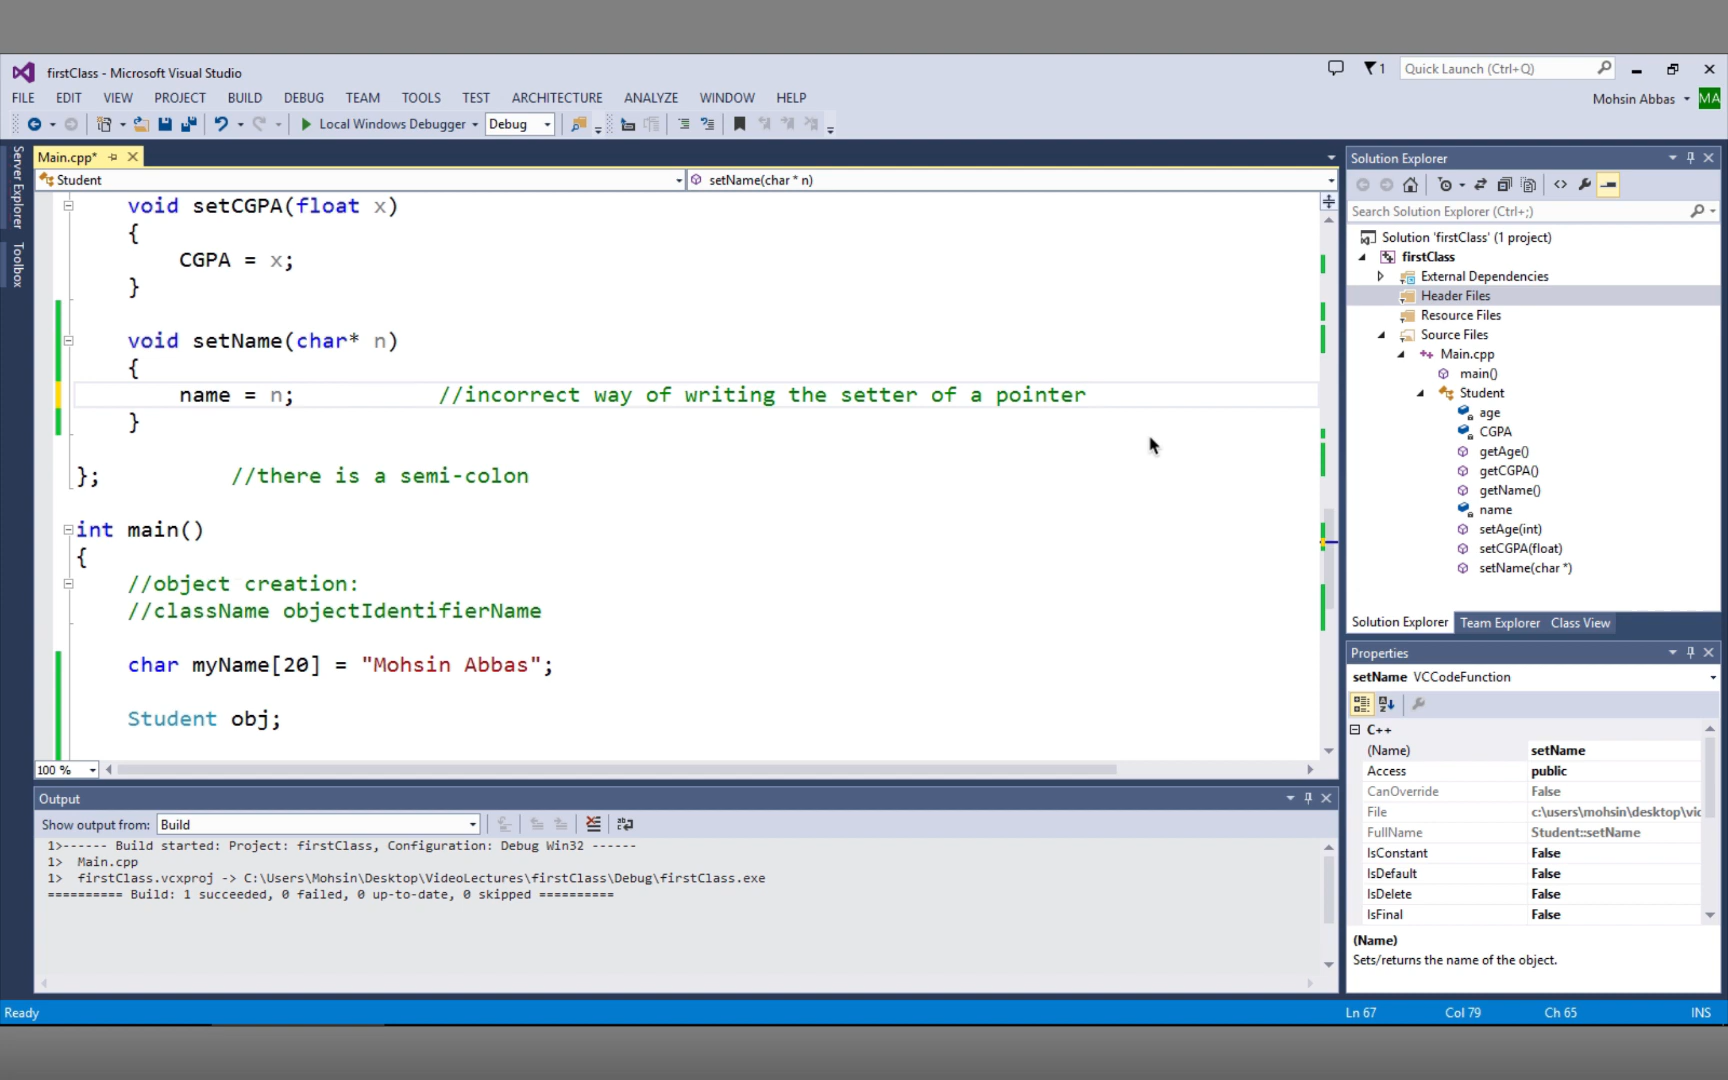 firstClass - Microsoft Visual Studio
1
Quick Launch (Ctrl+Q)
FILE EDIT VIEW PROJECT BUILD DEBUG TEAM TOOLS TEST ARCHITECTURE ANALYZE WINDOW HELP
Mohsin Abbas MA
Local Windows Debugger Debug
Server Explorer
Toolbox
Main.cpp*
Student setName(char * n)
void setCGPA(float x)
{
CGPA = x;
}
void setName(char* n)
{
name = n; //incorrect way of writing the setter of a pointer
}
}; //there is a semi-colon
int main()
{
//object creation:
//className objectIdentifierName
char myName[20] = "Mohsin Abbas";
Student obj;
100 %
Output
Show output from: Build
1>------ Build started: Project: firstClass, Configuration: Debug Win32 ------
1> Main.cpp
1> firstClass.vcxproj -> C:\Users\Mohsin\Desktop\VideoLectures\firstClass\Debug\firstClass.exe
========== Build: 1 succeeded, 0 failed, 0 up-to-date, 0 skipped ==========
Solution Explorer
Search Solution Explorer (Ctrl+;)
Solution 'firstClass' (1 project)
firstClass
External Dependencies
Header Files
Resource Files
Source Files
Main.cpp
main()
Student
age
CGPA
getAge()
getCGPA()
getName()
name
setAge(int)
setCGPA(float)
setName(char *)
Solution Explorer Team Explorer Class View
Properties
setName VCCodeFunction
C++
(Name) setName
Access public
CanOverride False
File c:\users\mohsin\desktop\vic
FullName Student::setName
IsConstant False
IsDefault False
IsDelete False
IsFinal False
(Name)
Sets/returns the name of the object.
Ready Ln 67 Col 79 Ch 65 INS